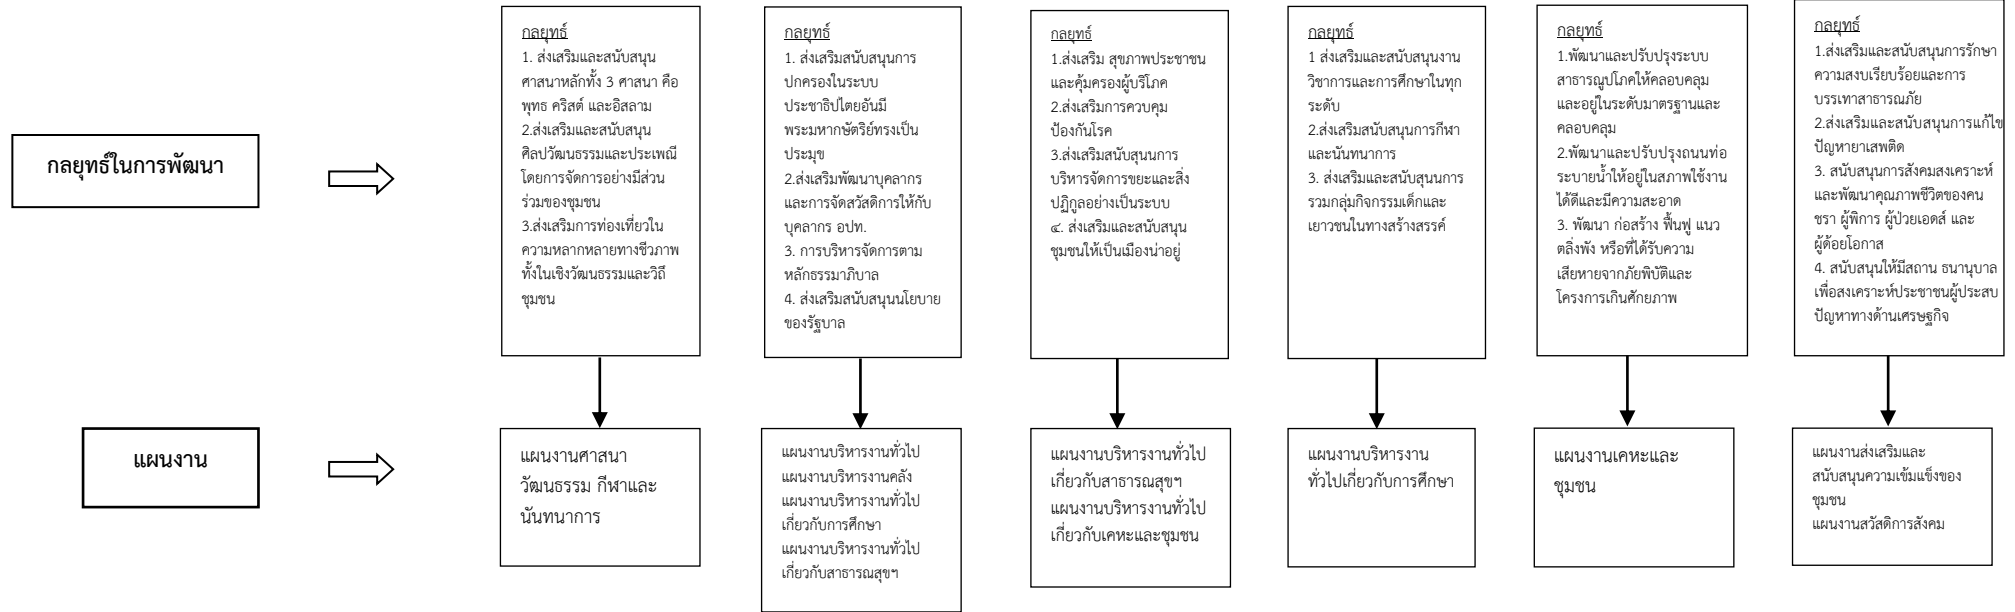 กลยุทธ์ในการพัฒนา
กลยุทธ์
1. ส่งเสริมและสนับสนุน
ศาสนาหลักทั้ง 3 ศาสนา คือ
พุทธ คริสต์ และอิสลาม
2.ส่งเสริมและสนับสนุน
ศิลปวัฒนธรรมและประเพณี
โดยการจัดการอย่างมีส่วน
ร่วมของชุมชน
3.ส่งเสริมการท่องเที่ยวใน
ความหลากหลายทางชีวภาพ
ทั้งในเชิงวัฒนธรรมและวิถี
ชุมชน
กลยุทธ์
1. ส่งเสริมสนับสนุนการ
ปกครองในระบบ
ประชาธิปไตยอันมี
พระมหากษัตริย์ทรงเป็น
ประมุข
2.ส่งเสริมพัฒนาบุคลากร
และการจัดสวัสดิการให้กับ
บุคลากร อปท.
3. การบริหารจัดการตาม
หลักธรรมาภิบาล
4. ส่งเสริมสนับสนุนนโยบาย
ของรัฐบาล
กลยุทธ์
1.ส่งเสริม สุขภาพประชาชน
และคุ้มครองผู้บริโภค
2.ส่งเสริมการควบคุม
ป้องกันโรค
3.ส่งเสริมสนับสุนนการ
บริหารจัดการขยะและสิ่ง
ปฏิกูลอย่างเป็นระบบ
๔. ส่งเสริมและสนับสนุน
ชุมชนให้เป็นเมืองน่าอยู่
กลยุทธ์
1 ส่งเสริมและสนับสนุนงาน
วิชาการและการศึกษาในทุก
ระดับ
2.ส่งเสริมสนับสนุนการกีฬา
และนันทนาการ
3. ส่งเสริมและสนับสุนนการ
รวมกลุ่มกิจกรรมเด็กและ
เยาวชนในทางสร้างสรรค์
กลยุทธ์
1.พัฒนาและปรับปรุงระบบ
สาธารณูปโภคให้คลอบคลุม
และอยู่ในระดับมาตรฐานและ
คลอบคลุม
2.พัฒนาและปรับปรุงถนนท่อ
ระบายน้ำให้อยู่ในสภาพใช้งาน
ได้ดีและมีความสะอาด
3. พัฒนา ก่อสร้าง ฟื้นฟู แนว
ตลิ่งพัง หรือที่ได้รับความ
เสียหายจากภัยพิบัติและ
โครงการเกินศักยภาพ
กลยุทธ์
1.ส่งเสริมและสนับสนุนการรักษา
ความสงบเรียบร้อยและการ
บรรเทาสาธารณภัย
2.ส่งเสริมและสนับสนุนการแก้ไข
ปัญหายาเสพติด
3. สนับสนุนการสังคมสงเคราะห์
และพัฒนาคุณภาพชีวิตของคน
ชรา ผู้พิการ ผู้ป่วยเอดส์ และ
ผู้ด้อยโอกาส
4. สนับสนุนให้มีสถาน ธนานุบาล
เพื่อสงเคราะห์ประชาชนผู้ประสบ
ปัญหาทางด้านเศรษฐกิจ
แผนงาน
แผนงานศาสนา
วัฒนธรรม กีฬาและ
นันทนาการ
แผนงานบริหารงานทั่วไป
แผนงานบริหารงานคลัง
แผนงานบริหารงานทั่วไป
เกี่ยวกับการศึกษา
แผนงานบริหารงานทั่วไป
เกี่ยวกับสาธารณสุขฯ
แผนงานบริหารงานทั่วไป
เกี่ยวกับสาธารณสุขฯ
แผนงานบริหารงานทั่วไป
เกี่ยวกับเคหะและชุมชน
แผนงานบริหารงาน
ทั่วไปเกี่ยวกับการศึกษา
แผนงานเคหะและ
ชุมชน
แผนงานส่งเสริมและ
สนับสนุนความเข้มแข็งของ
ชุมชน
แผนงานสวัสดิการสังคม